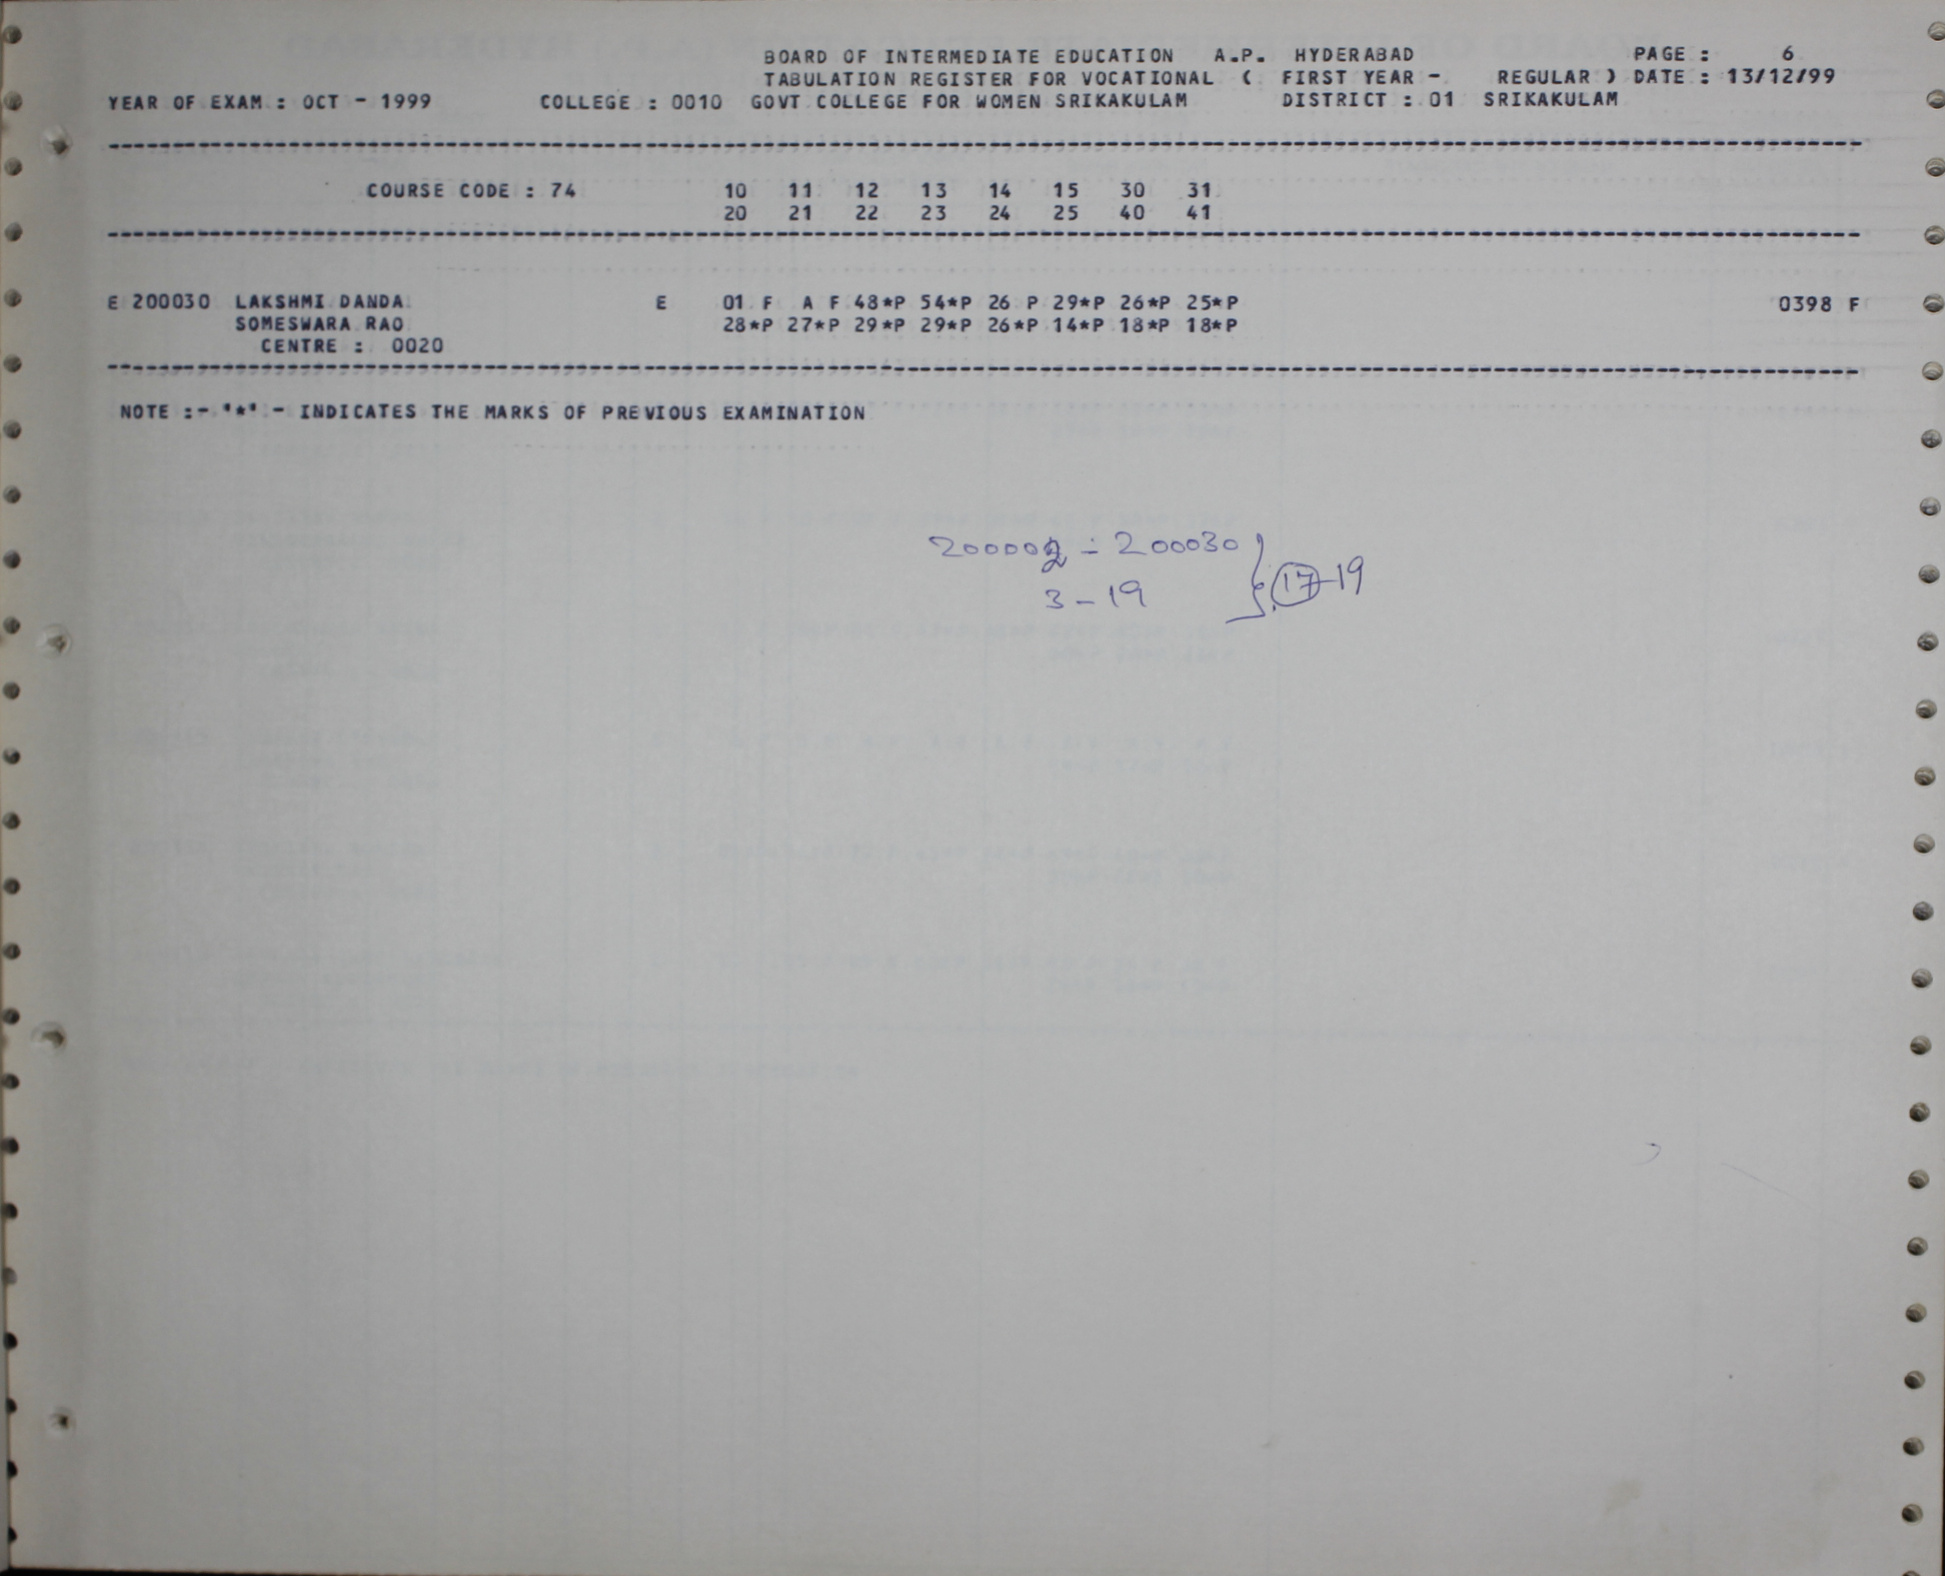 BOARD OF INTERMEDIATE EDUCATION A.P. HYDERABAD PAGE : 6
TABULATION REGISTER FOR VOCATIONAL ( FIRST YEAR - REGULAR ) DATE : 13/12/99
YEAR OF EXAM : OCT - 1999 COLLEGE : 0010 GOVT COLLEGE FOR WOMEN SRIKAKULAM DISTRICT : 01 SRIKAKULAM
COURSE CODE : 74 10 11 12 13 14 15 30 31
20 21 22 23 24 25 40 41
E 200030 LAKSHMI DANDA E 01 F A F 48*P 54*P 26 P 29*P 26*P 25*P 0398 F
SOMESWARA RAO 28*P 27*P 29*P 29*P 26*P 14*P 18*P 18*P
CENTRE : 0020
NOTE :- '*' - INDICATES THE MARKS OF PREVIOUS EXAMINATION
200002 - 200030
3 - 19 } 17-19